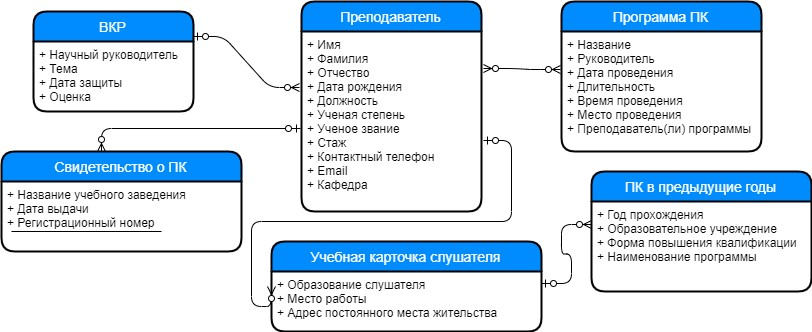 ВКР
+ Научный руководитель
+ Тема
+ Дата защиты
+ Оценка
Преподаватель
+ Имя
+ Фамилия
+ Отчество
+ Дата рождения
+ Должность
+ Ученая степень
+ Ученое звание
+ Стаж
+ Контактный телефон
+ Email
+ Кафедра
Программа ПК
+ Название
+ Руководитель
+ Дата проведения
+ Длительность
+ Время проведения
+ Место проведения
+ Преподаватель(ли) программы
Свидетельство о ПК
+ Название учебного заведения
+ Дата выдачи
+ Регистрационный номер
ПК в предыдущие годы
+ Год прохождения
+ Образовательное учреждение
+ Форма повышения квалификации
+ Наименование программы
Учебная карточка слушателя
+ Образование слушателя
+ Место работы
+ Адрес постоянного места жительства